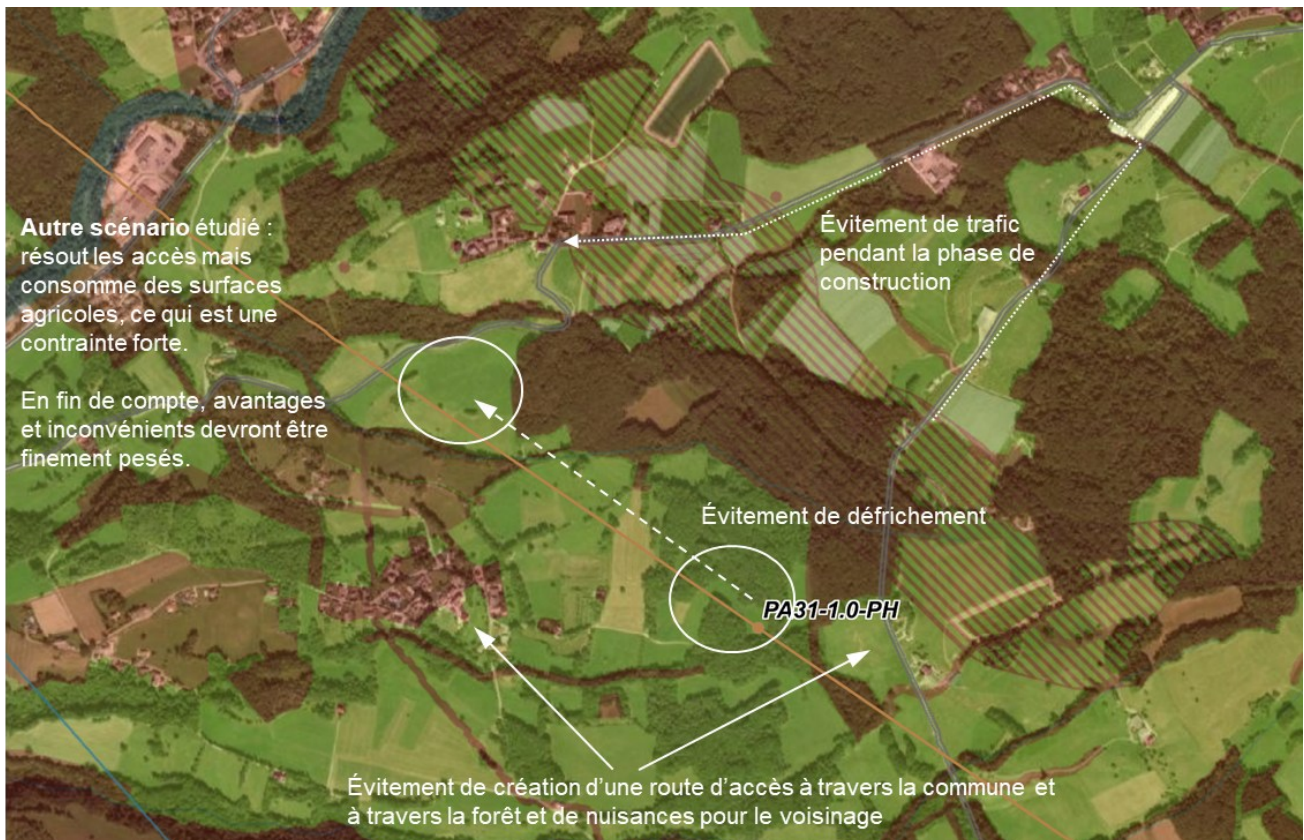 Autre scénario étudié :
résout les accès mais
consomme des surfaces
agricoles, ce qui est une
contrainte forte.
En fin de compte, avantages
et inconvénients devront être
finement pesés.
Évitement de trafic
pendant la phase de
construction
Évitement de défrichement
PA31-1.0-PH
Évitement de création d’une route d’accès à travers la commune et
à travers la forêt et de nuisances pour le voisinage